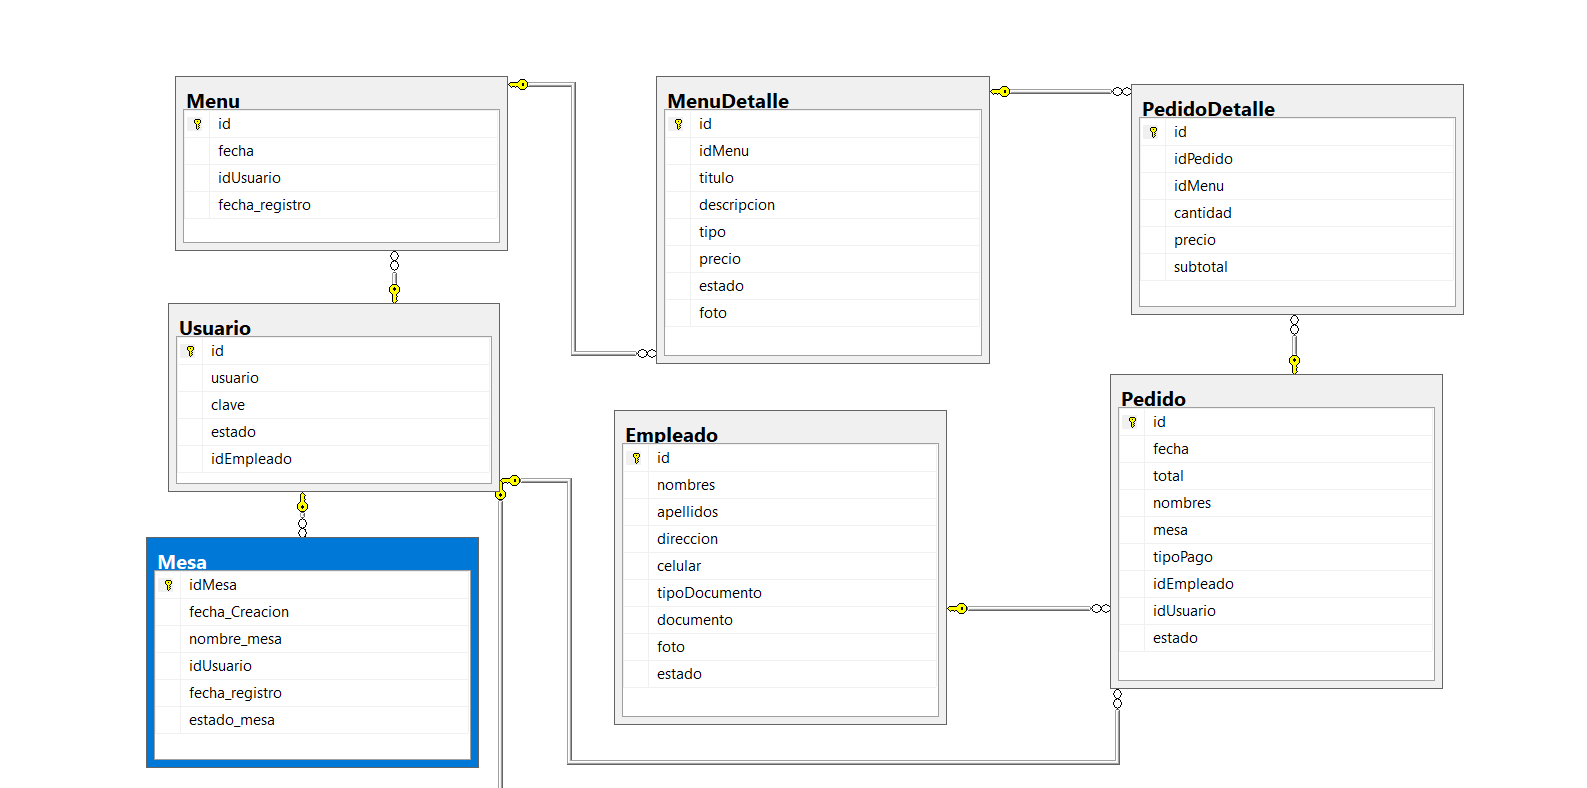 Menu
id
fecha
idUsuario
fecha_registro
MenuDetalle
id
idMenu
titulo
descripcion
tipo
precio
estado
foto
PedidoDetalle
id
idPedido
idMenu
cantidad
precio
subtotal
Usuario
id
usuario
clave
estado
idEmpleado
Empleado
id
nombres
apellidos
direccion
celular
tipoDocumento
documento
foto
estado
Pedido
id
fecha
total
nombres
mesa
tipoPago
idEmpleado
idUsuario
estado
Mesa
idMesa
fecha_Creacion
nombre_mesa
idUsuario
fecha_registro
estado_mesa